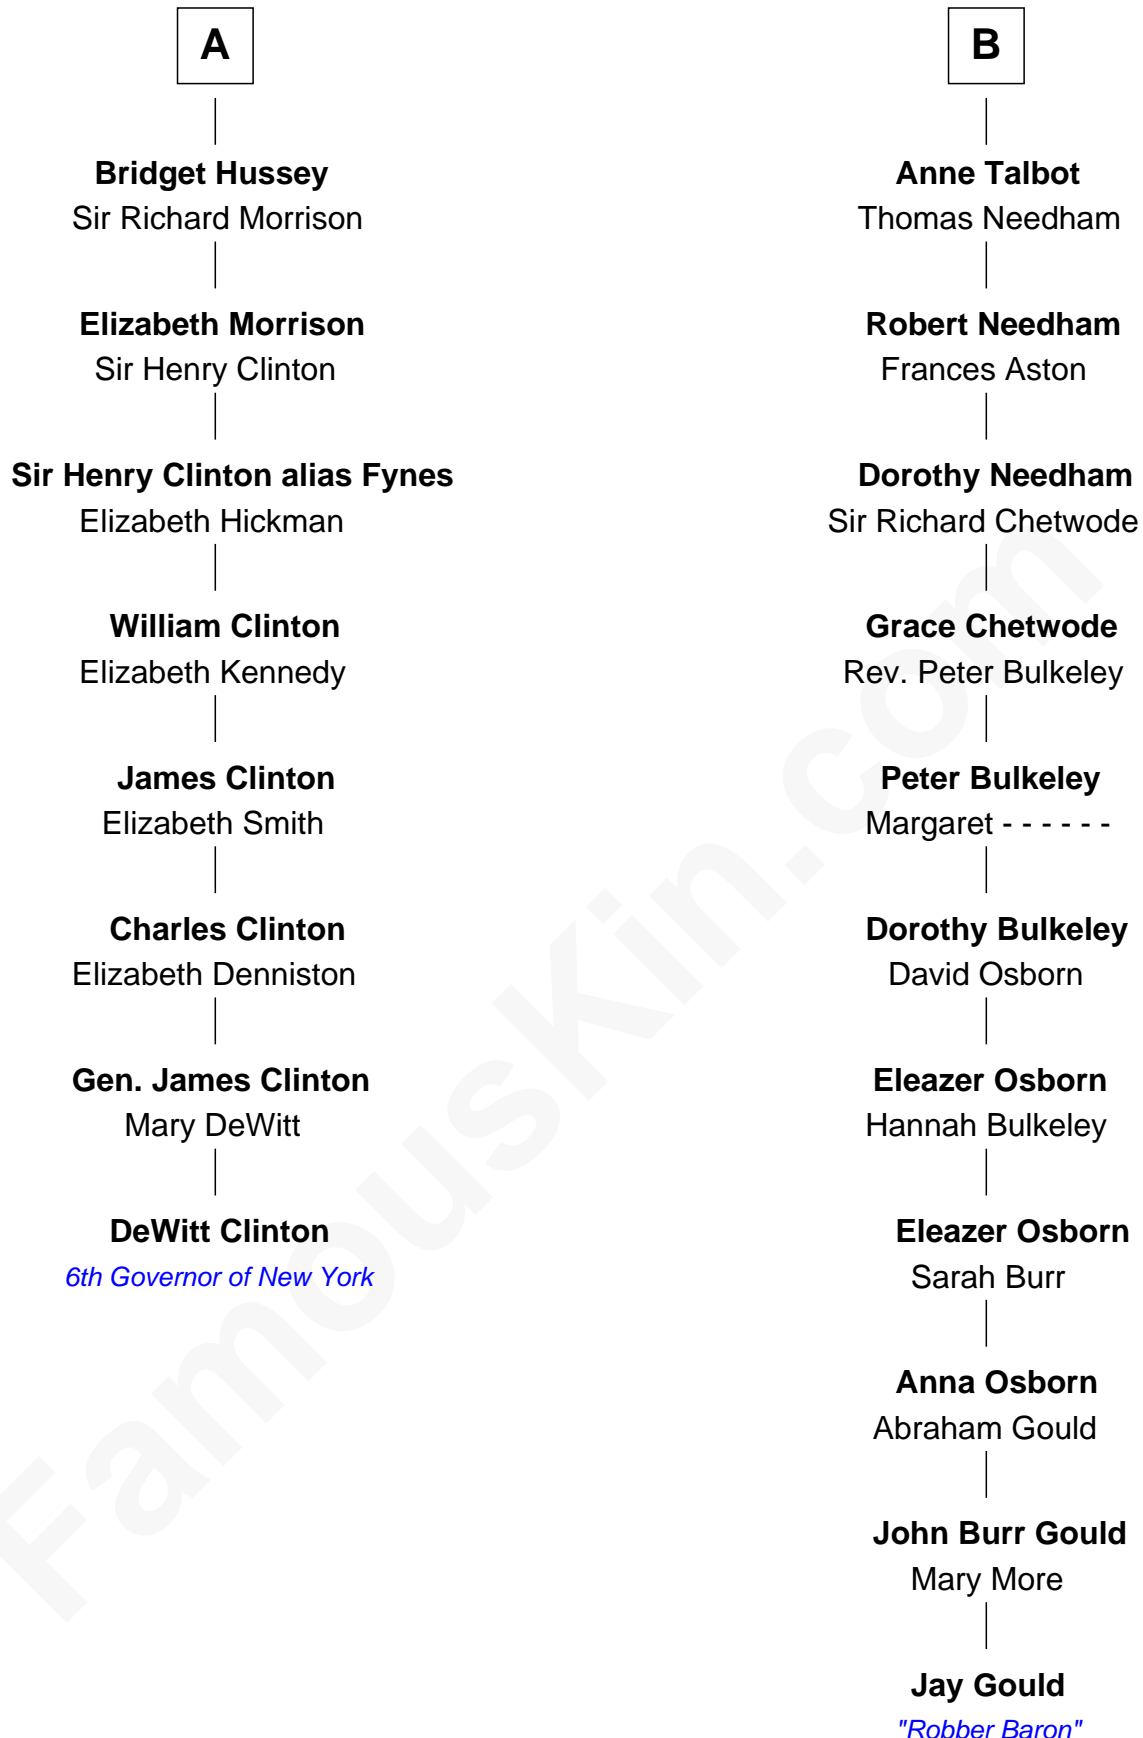 A
Bridget Hussey
Sir Richard Morrison
Elizabeth Morrison
Sir Henry Clinton
Sir Henry Clinton alias Fynes
Elizabeth Hickman
William Clinton
Elizabeth Kennedy
James Clinton
Elizabeth Smith
Charles Clinton
Elizabeth Denniston
Gen. James Clinton
Mary DeWitt
DeWitt Clinton
6th Governor of New York
B
Anne Talbot
Thomas Needham
Robert Needham
Frances Aston
Dorothy Needham
Sir Richard Chetwode
Grace Chetwode
Rev. Peter Bulkeley
Peter Bulkeley
Margaret - - - - - -
Dorothy Bulkeley
David Osborn
Eleazer Osborn
Hannah Bulkeley
Eleazer Osborn
Sarah Burr
Anna Osborn
Abraham Gould
John Burr Gould
Mary More
Jay Gould
"Robber Baron"
FamousKin.com